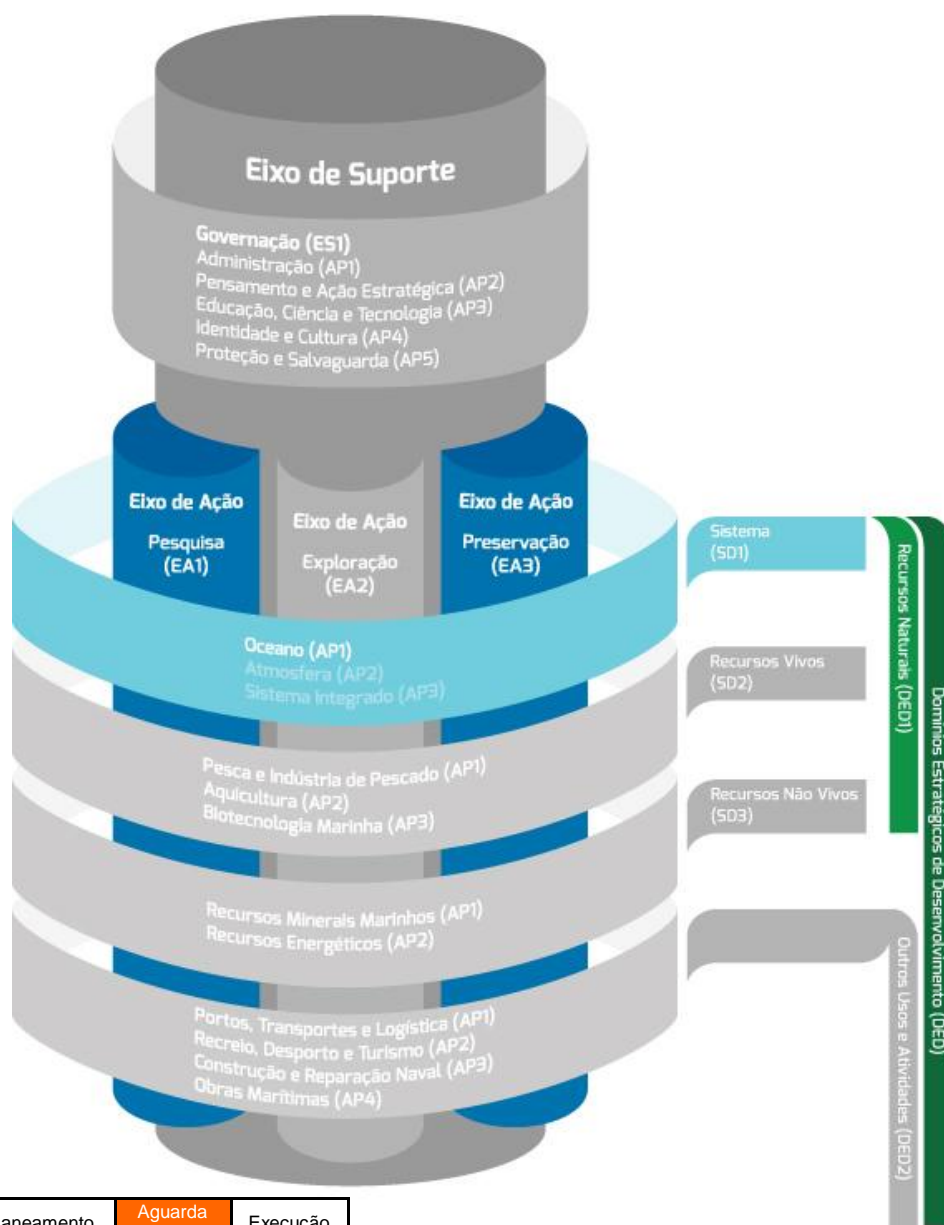 Eixo de Suporte
Governação (ES1)
Administração (AP1)
Pensamento e Ação Estratégica (AP2)
Educação, Ciência e Tecnologia (AP3)
Identidade e Cultura (AP4)
Proteção e Salvaguarda (AP5)
Eixo de Ação
Pesquisa
(EA1)
Eixo de Ação
Exploração
(EA2)
Eixo de Ação
Preservação
(EA3)
Oceano (AP1)
Atmosfera (AP2)
Sistema Integrado (AP3)
Pesca e Indústria de Pescado (AP1)
Aquicultura (AP2)
Biotecnologia Marinha (AP3)
Recursos Minerais Marinhos (AP1)
Recursos Energéticos (AP2)
Portos, Transportes e Logística (AP1)
Recreio, Desporto e Turismo (AP2)
Construção e Reparação Naval (AP3)
Obras Marítimas (AP4)
Sistema
(SD1)
Recursos Vivos
(SD2)
Recursos Não Vivos
(SD3)
Recursos Naturais (DED1)
Outros Usos e Atividades (DED2)
Domínios Estratégicos de Desenvolvimento (DED)
Aguarda
Execução